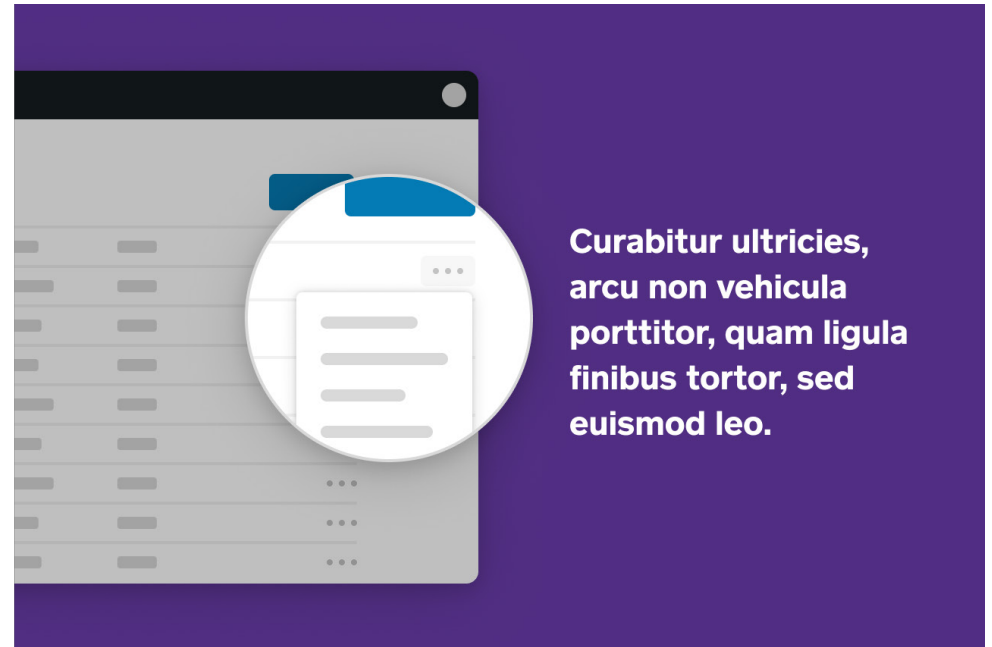 Curabitur ultricies,
arcu non vehicula
porttitor, quam ligula
finibus tortor, sed
euismod leo.